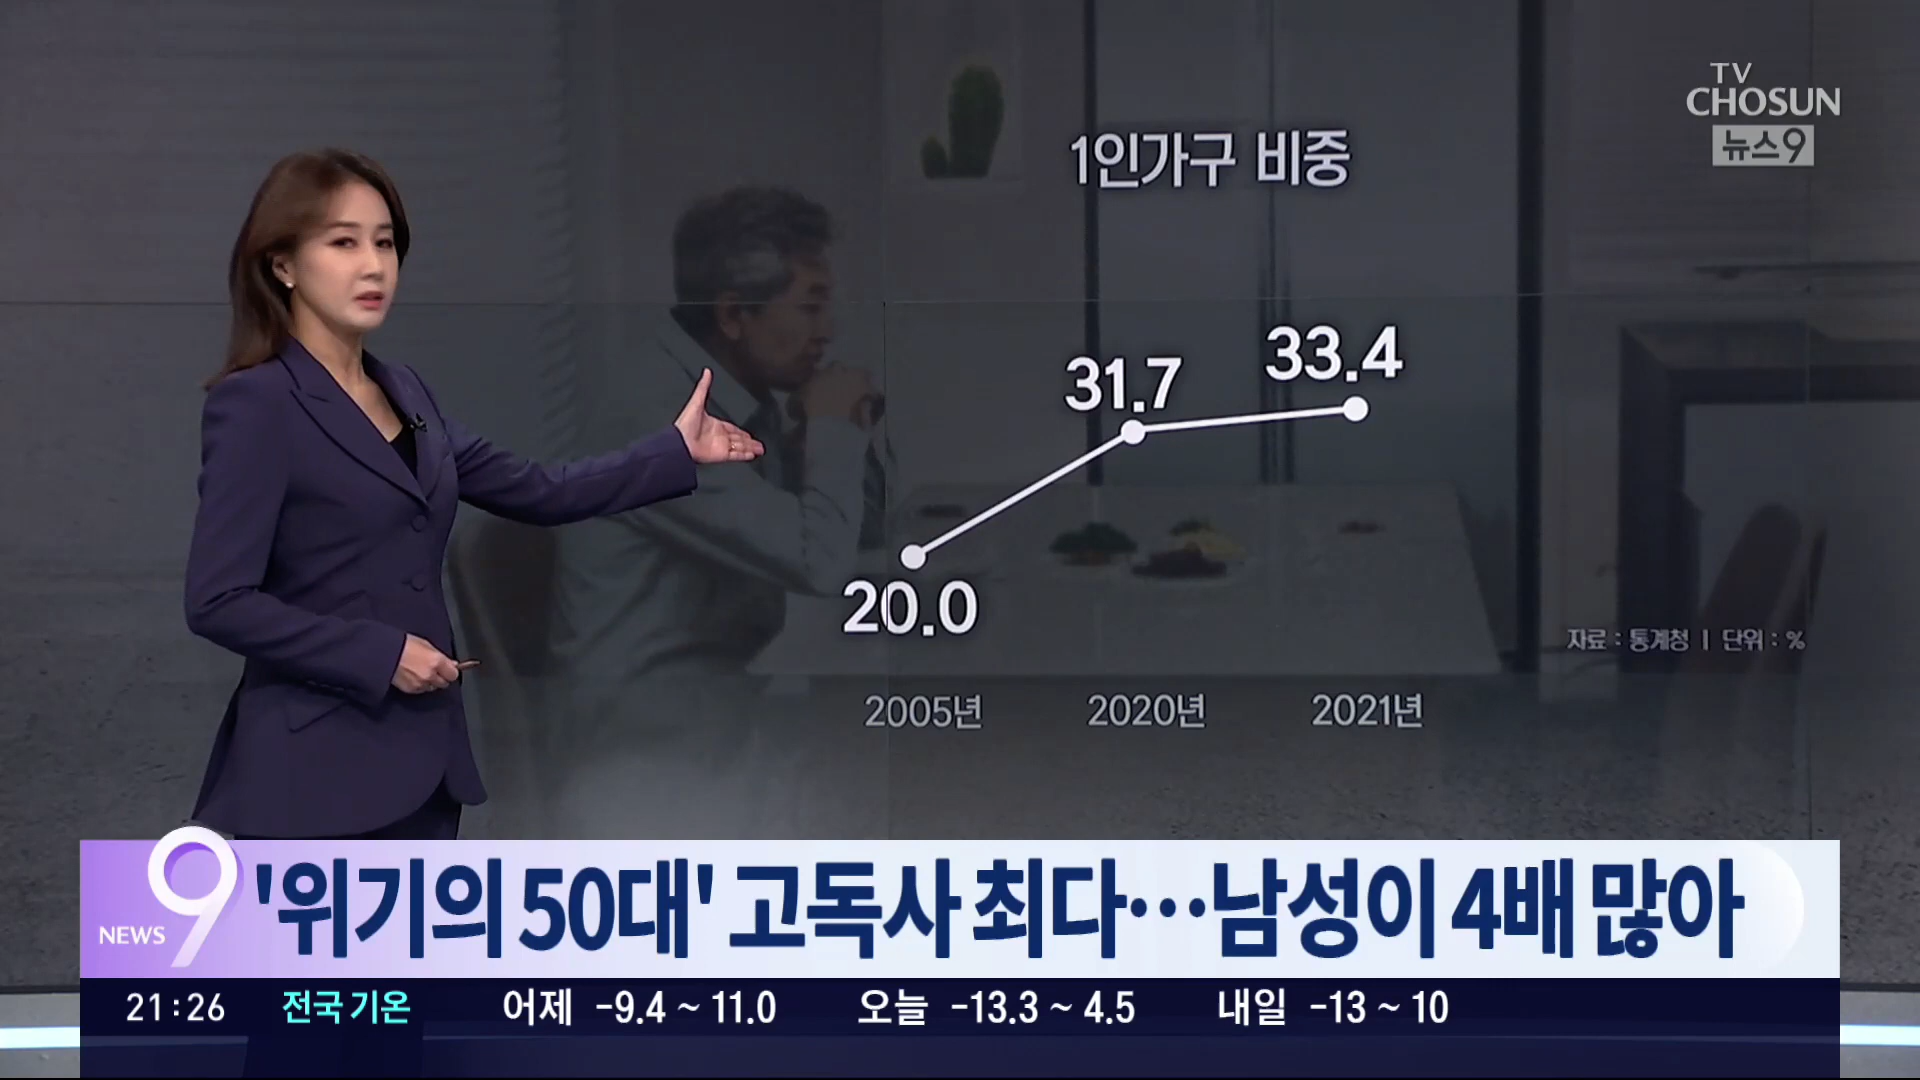 TV
CHOSUN
뉴스9
1인가구 비중
33.4
31.7
20.0
자료 : 통계청 | 단위 : %
2005년 2020년 2021년
NEWS 9
'위기의 50대' 고독사 최다…남성이 4배 많아
21:26 전국 기온 어제 -9.4 ~ 11.0 오늘 -13.3 ~ 4.5 내일 -13 ~ 10